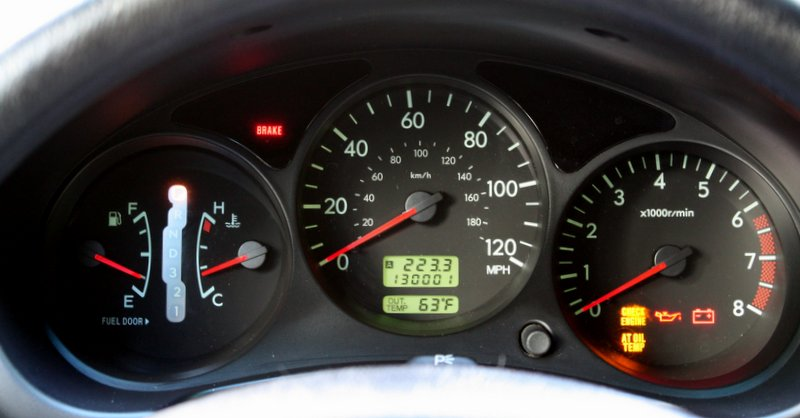 BRAKE
F
E
FUEL DOOR
R
N
D
3
2
1
H
C
0
20
40
60
80
100
120
MPH
km/h
20
40
60
80
100
120
140
160
180
A 223.3
130001
OUT.
TEMP 63°F
0
1
2
3
4
5
6
7
8
x1000r/min
CHECK
ENGINE
AT OIL
TEMP